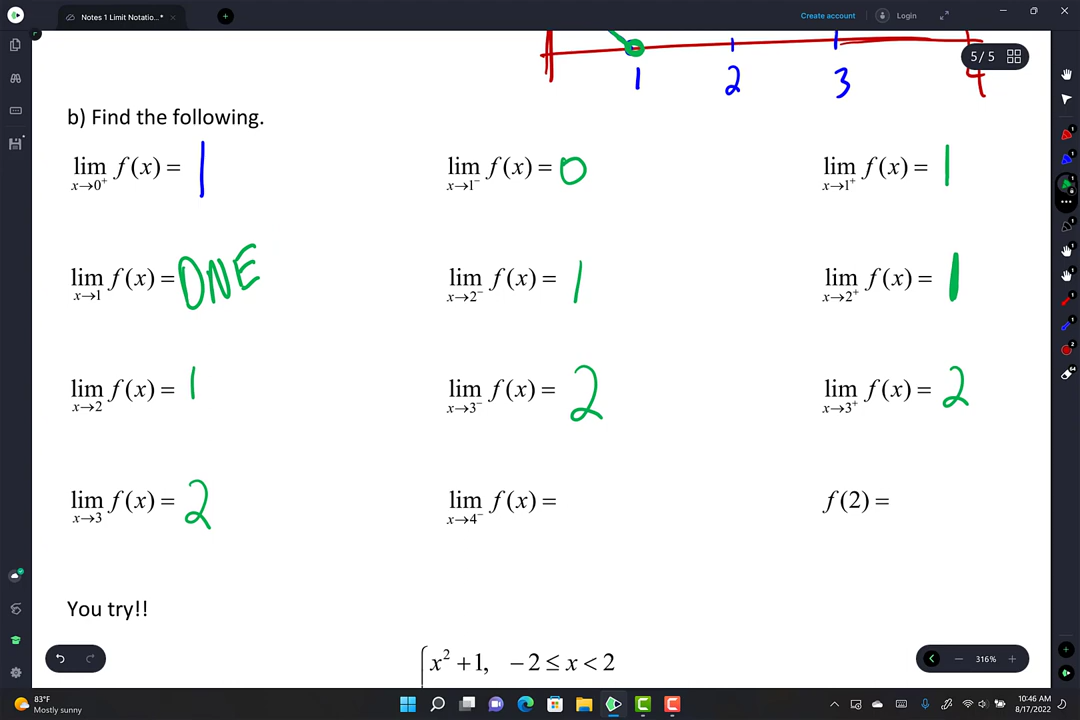 Notes 1 Limit Notatio...*
Create account
Login
5 / 5
1 2 3 4
b) Find the following.
lim x→0⁺ f(x) = 1
lim x→1⁻ f(x) = 0
lim x→1⁺ f(x) = 1
lim x→1 f(x) = DNE
lim x→2⁻ f(x) = 1
lim x→2⁺ f(x) = 1
lim x→2 f(x) = 1
lim x→3⁻ f(x) = 2
lim x→3⁺ f(x) = 2
lim x→3 f(x) = 2
lim x→4⁻ f(x) =
f(2) =
You try!!
x² + 1, −2 ≤ x < 2
316%
83°F
Mostly sunny
10:46 AM
8/17/2022